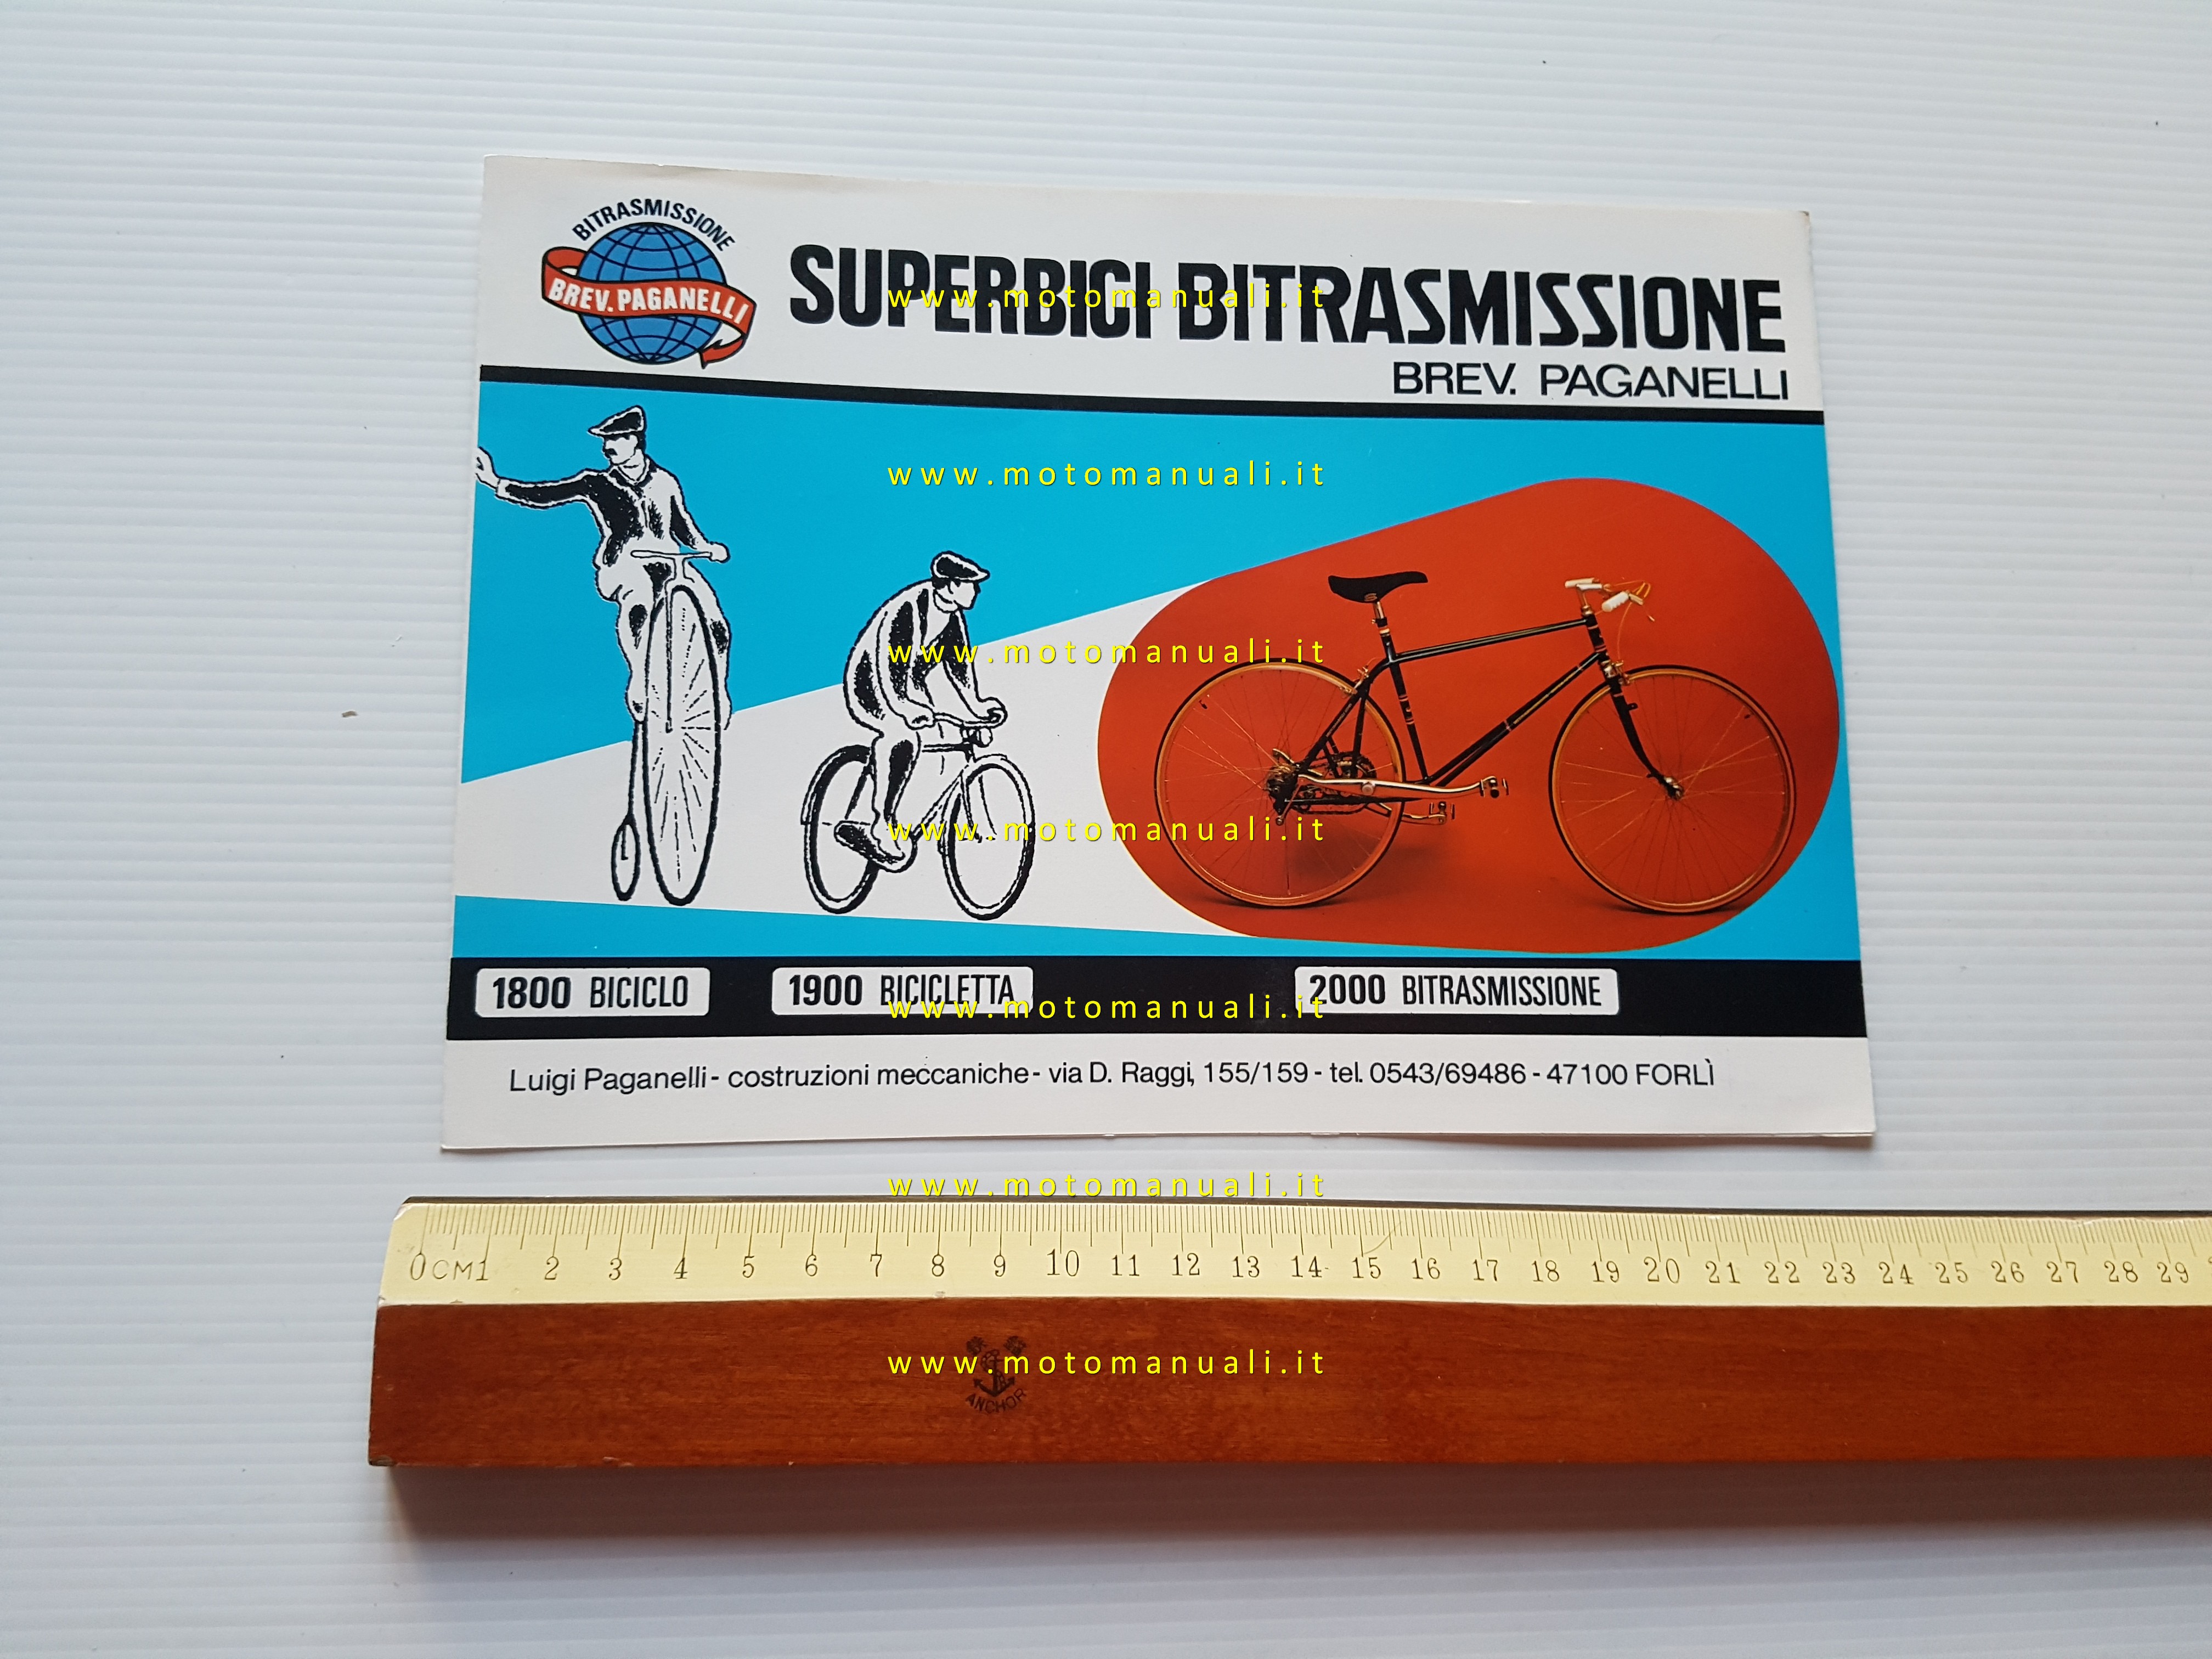 BITRASMISSIONE
BREV. PAGANELLI
SUPERBICI BITRASMISSIONE
www.motomanuali.it
BREV. PAGANELLI
www.motomanuali.it
www.motomanuali.it
www.motomanuali.it
1800 BICICLO
1900 BICICLETTA
2000 BITRASMISSIONE
www.motomanuali.it
Luigi Paganelli - costruzioni meccaniche - via D. Raggi, 155/159 - tel. 0543/69486 - 47100 FORLÌ
www.motomanuali.it
0 CM 1 2 3 4 5 6 7 8 9 10 11 12 13 14 15 16 17 18 19 20 21 22 23 24 25 26 27 28 29
www.motomanuali.it
ANCHOR